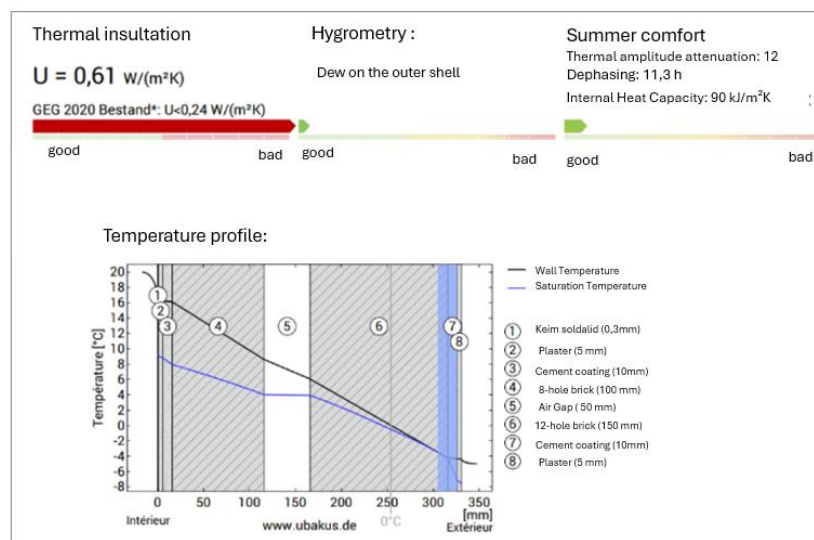 Thermal insultation
U = 0,61 W/(m²K)
GEG 2020 Bestand*: U<0,24 W/(m²K)
good
bad
Hygrometry :
Dew on the outer shell
good
bad
Summer comfort
Thermal amplitude attenuation: 12
Dephasing: 11,3 h
Internal Heat Capacity: 90 kJ/m²K
good
bad
Temperature profile:
Température [°C]
20
18
16
14
12
10
8
6
4
2
0
-2
-4
-6
-8
1
2
3
4
5
6
7
8
0 50 100 150 200 250 300 350
[mm]
Intérieur
www.ubakus.de
0°C
Extérieur
Wall Temperature
Saturation Temperature
1 Keim soldalid (0,3mm)
2 Plaster (5 mm)
3 Cement coating (10mm)
4 8-hole brick (100 mm)
5 Air Gap ( 50 mm)
6 12-hole brick (150 mm)
7 Cement coating (10mm)
8 Plaster (5 mm)